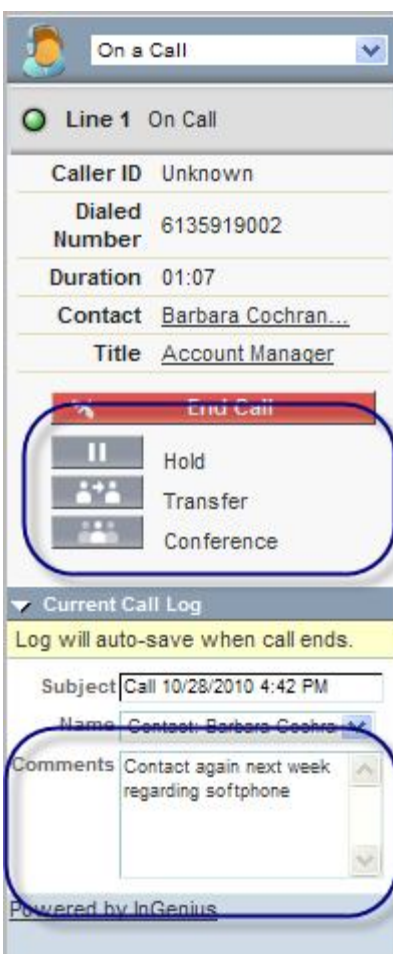 On a Call
Line 1 On Call
Caller ID Unknown
Dialed
Number 6135919002
Duration 01:07
Contact Barbara Cochran...
Title Account Manager
End Call
Hold
Transfer
Conference
Current Call Log
Log will auto-save when call ends.
Subject Call 10/28/2010 4:42 PM
Name Contact: Barbara Cochra
Comments Contact again next week
regarding softphone
Powered by InGenius